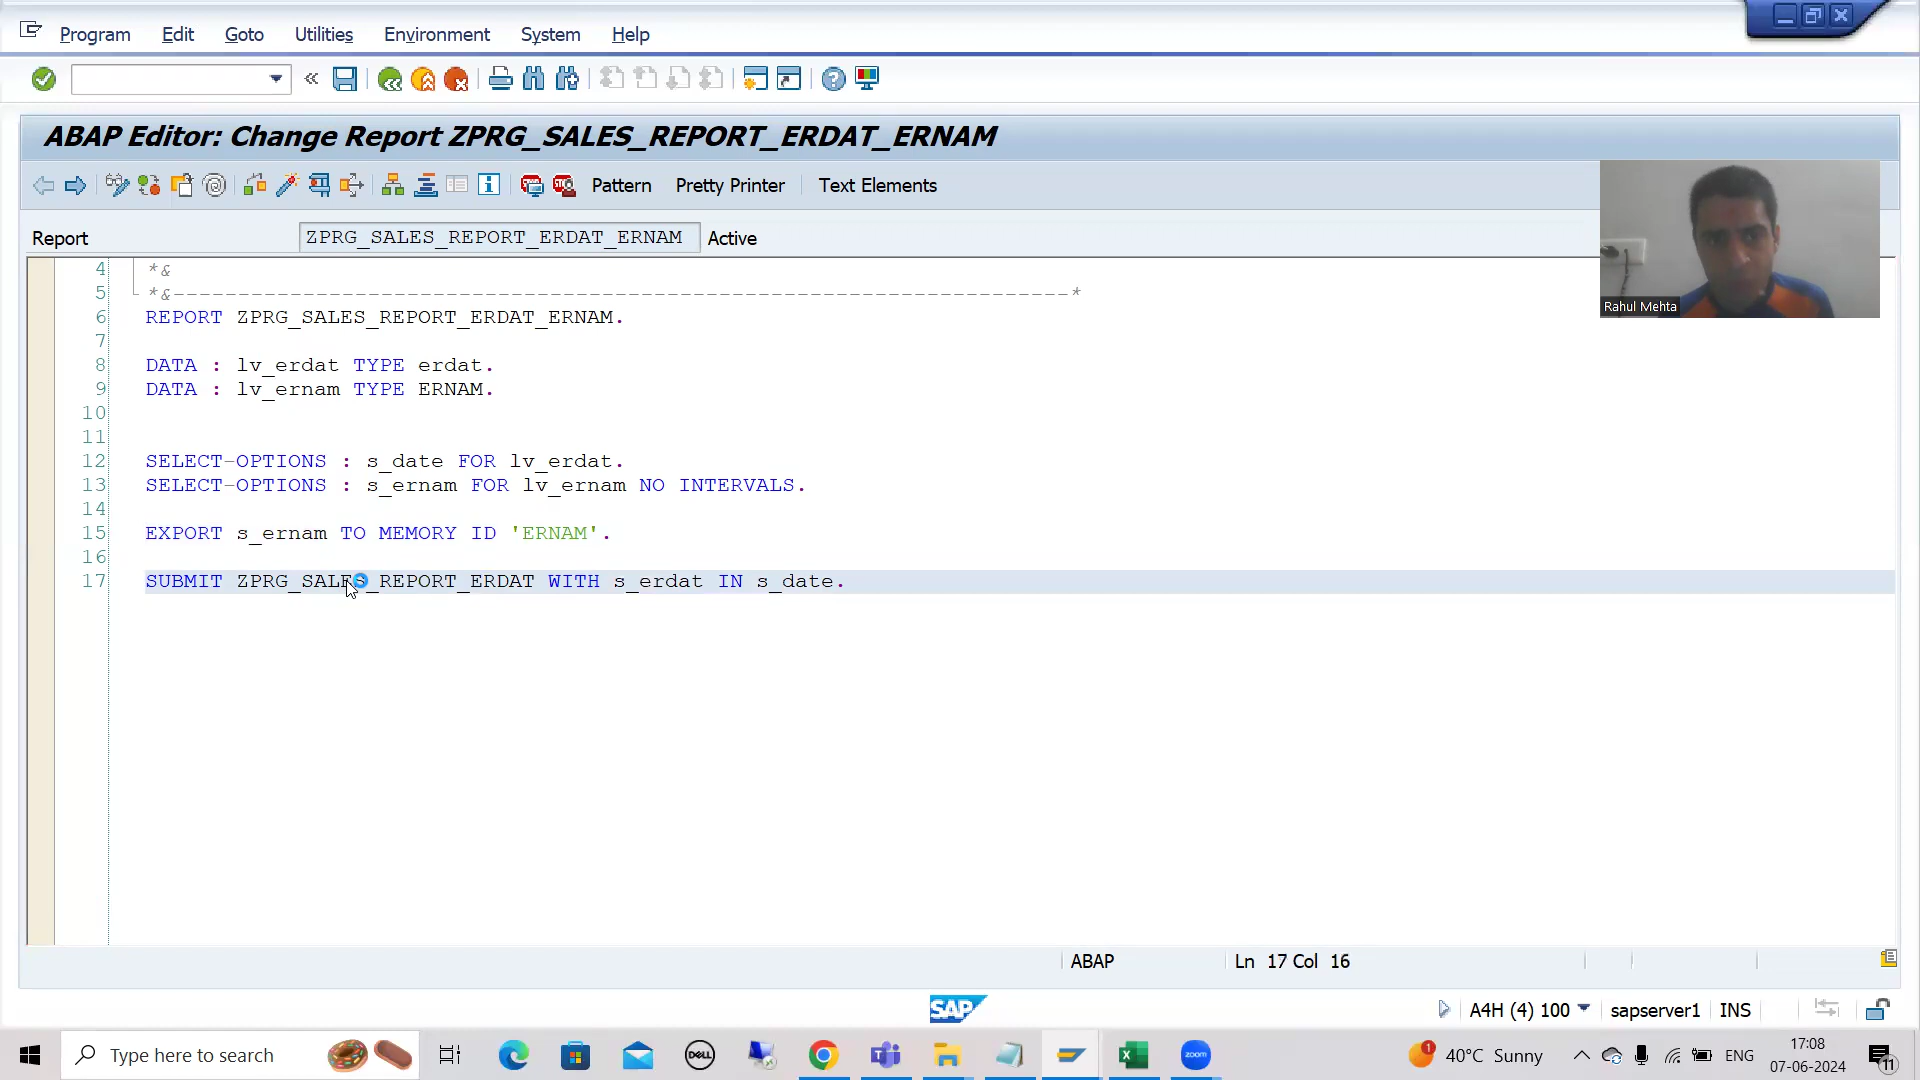 Program Edit Goto Utilities Environment System Help
ABAP Editor: Change Report ZPRG_SALES_REPORT_ERDAT_ERNAM
Pattern Pretty Printer Text Elements
Report ZPRG_SALES_REPORT_ERDAT_ERNAM Active
Rahul Mehta
4 *&
5 *&---------------------------------------------------------------------*
6 REPORT ZPRG_SALES_REPORT_ERDAT_ERNAM.
7
8 DATA : lv_erdat TYPE erdat.
9 DATA : lv_ernam TYPE ERNAM.
10
11
12 SELECT-OPTIONS : s_date FOR lv_erdat.
13 SELECT-OPTIONS : s_ernam FOR lv_ernam NO INTERVALS.
14
15 EXPORT s_ernam TO MEMORY ID 'ERNAM'.
16
17 SUBMIT ZPRG_SALES_REPORT_ERDAT WITH s_erdat IN s_date.
ABAP Ln 17 Col 16
SAP
A4H (4) 100 sapserver1 INS
Type here to search
DELL
zoom
1
40°C Sunny
ENG
17:08
07-06-2024
11